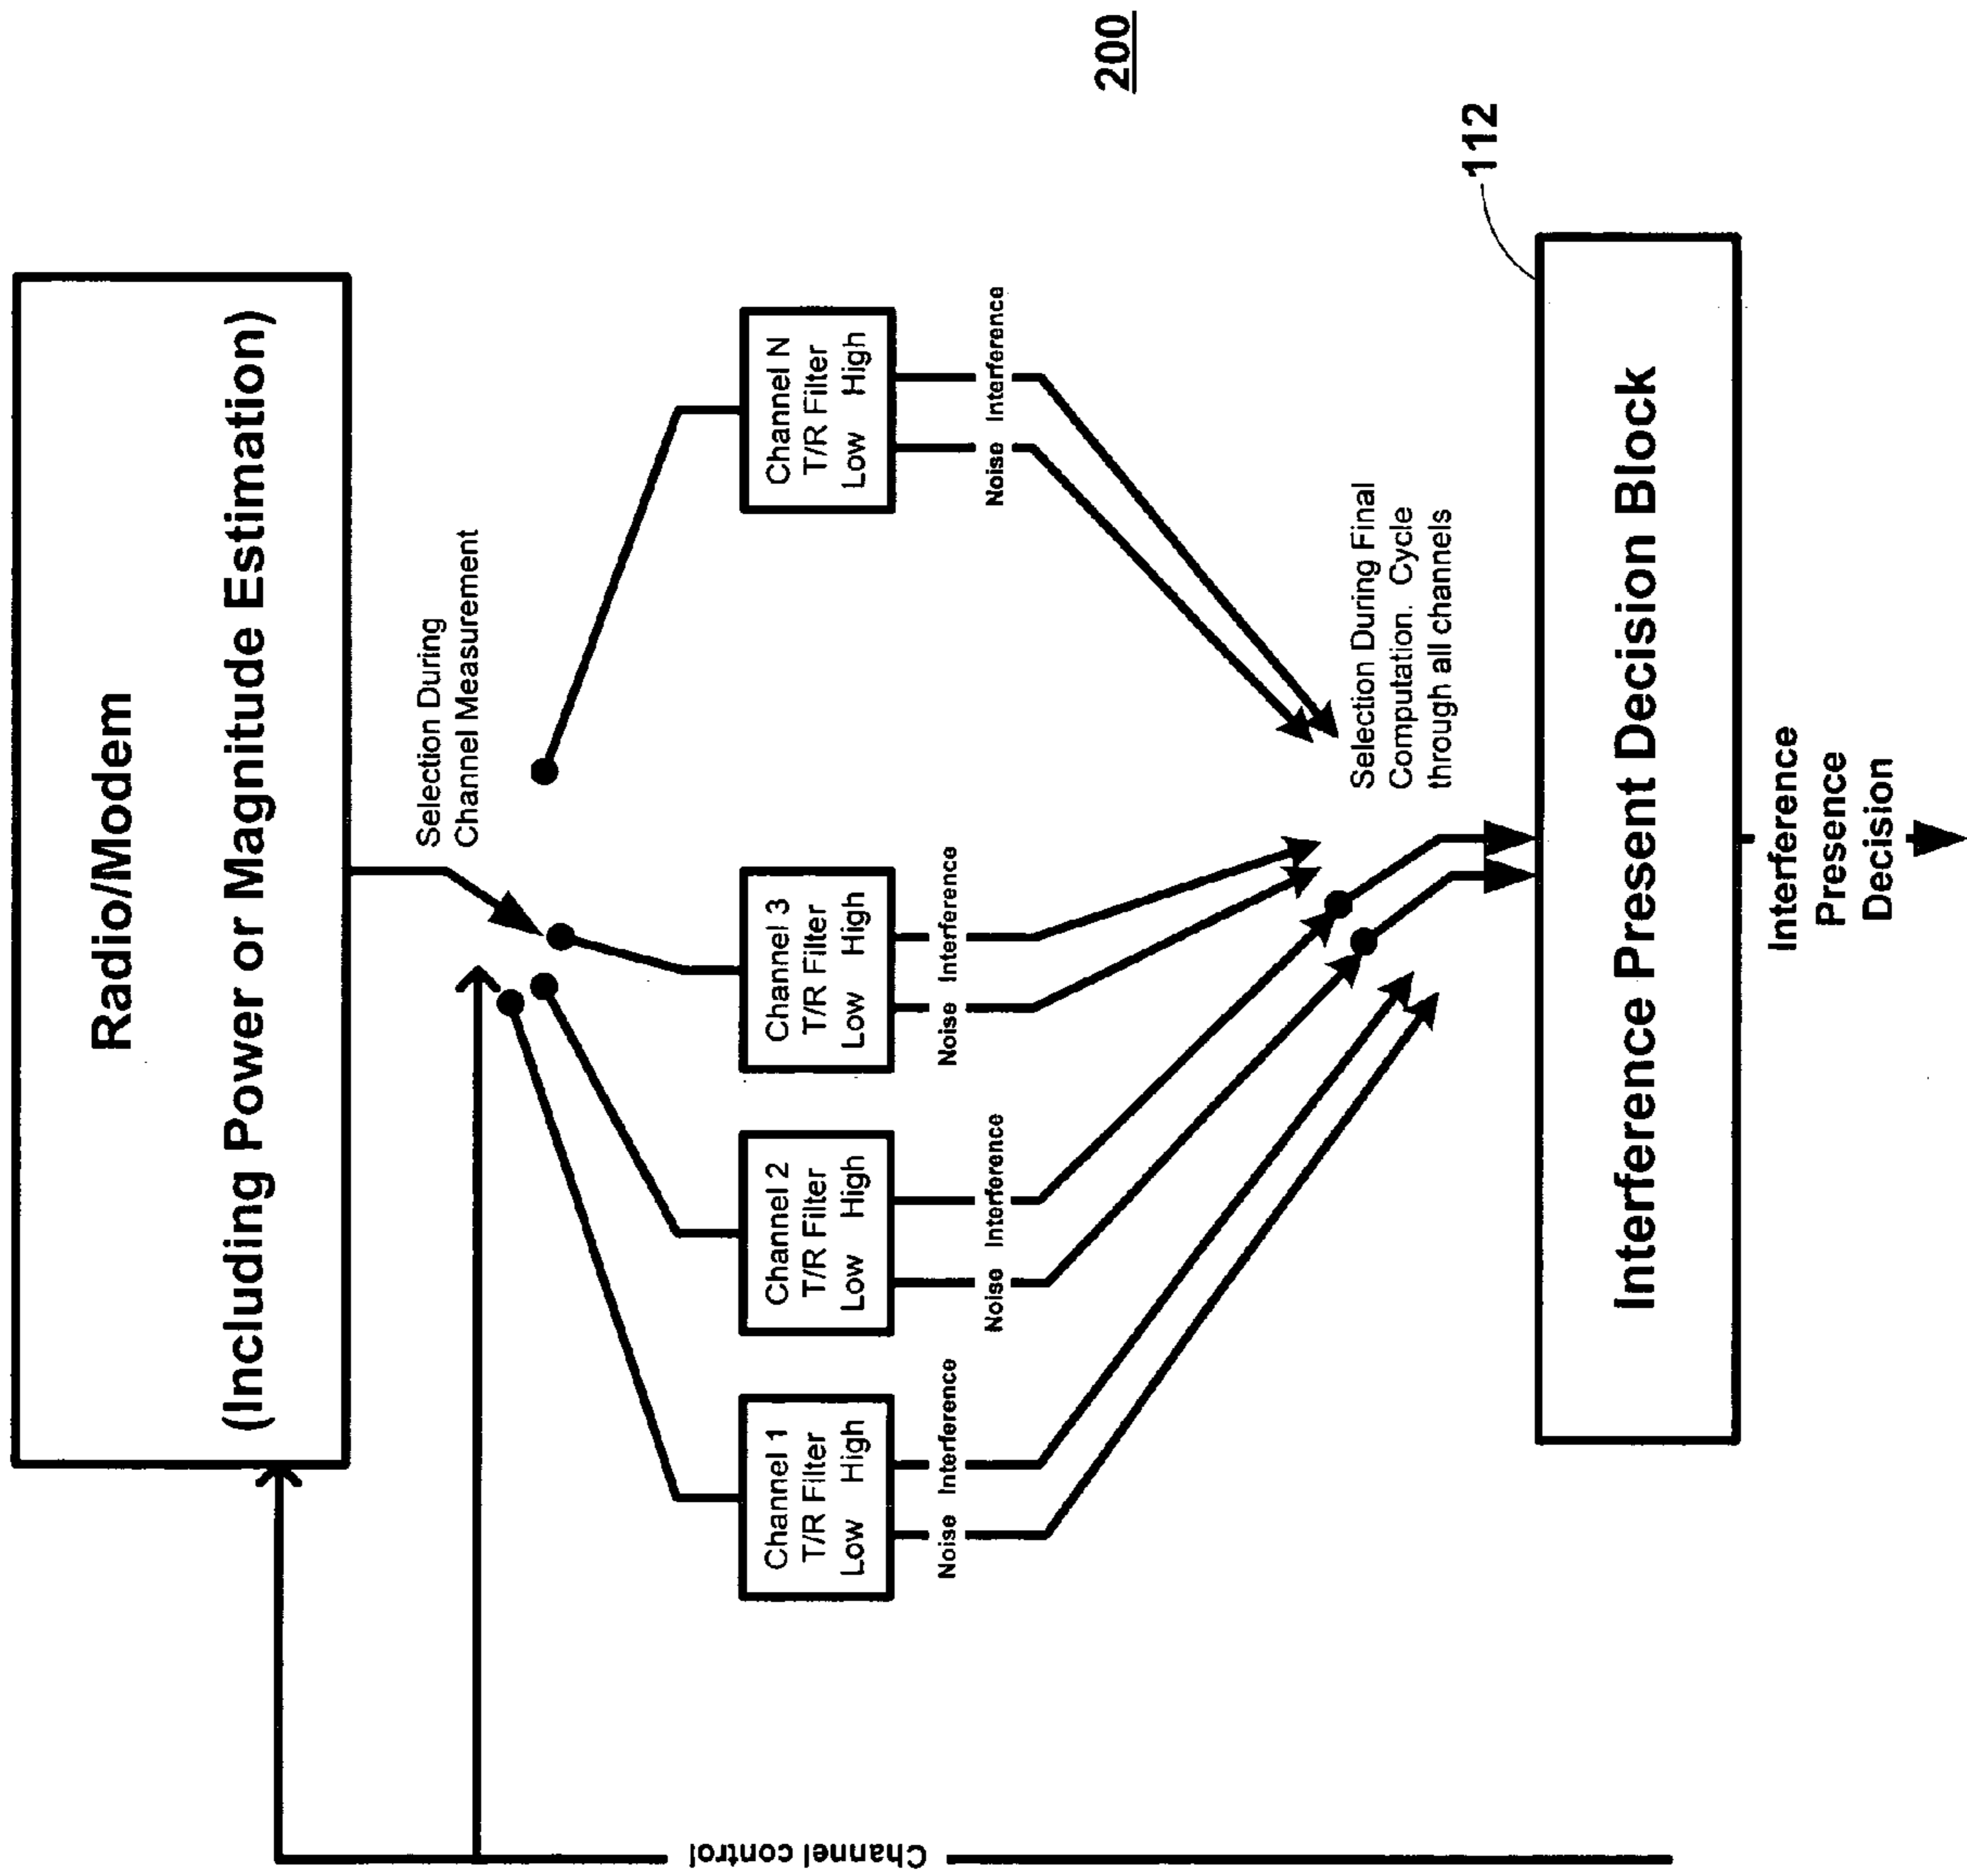 200
Radio/Modem
(Including Power or Magnitude Estimation)
Selection During
Channel Measurement
Channel 1
T/R Filter
Low High
Channel 2
T/R Filter
Low High
Channel 3
T/R Filter
Low High
Channel N
T/R Filter
Low High
Noise Interference
Noise Interference
Noise Interference
Noise Interference
Selection During Final
Computation. Cycle
through all channels
112
Interference Present Decision Block
Interference
Presence
Decision
Channel control